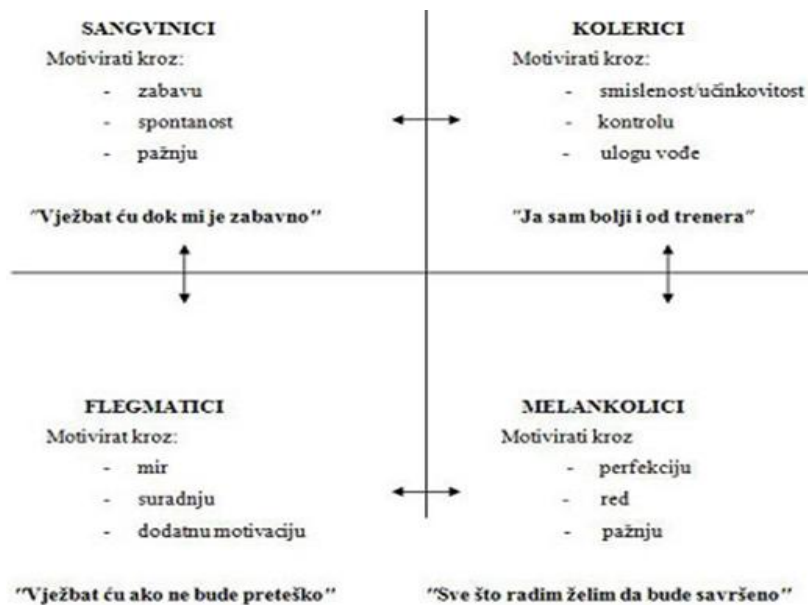 SANGVINICI
Motivirati kroz:
- zabavu
- spontanost
- pažnju
"Vježbat ću dok mi je zabavno"
KOLERICI
Motivirati kroz:
- smislenost/učinkovitost
- kontrolu
- ulogu vođe
"Ja sam bolji i od trenera"
FLEGMATICI
Motivirat kroz:
- mir
- suradnju
- dodatnu motivaciju
"Vježbat ću ako ne bude preteško"
MELANKOLICI
Motivirati kroz
- perfekciju
- red
- pažnju
"Sve što radim želim da bude savršeno"